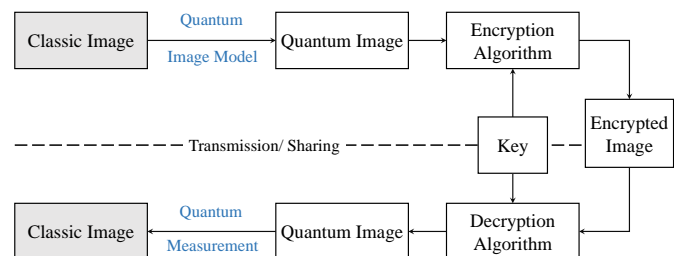 Classic Image
Quantum
Image Model
Quantum Image
Encryption
Algorithm
Transmission/ Sharing
Key
Encrypted
Image
Classic Image
Quantum
Measurement
Quantum Image
Decryption
Algorithm